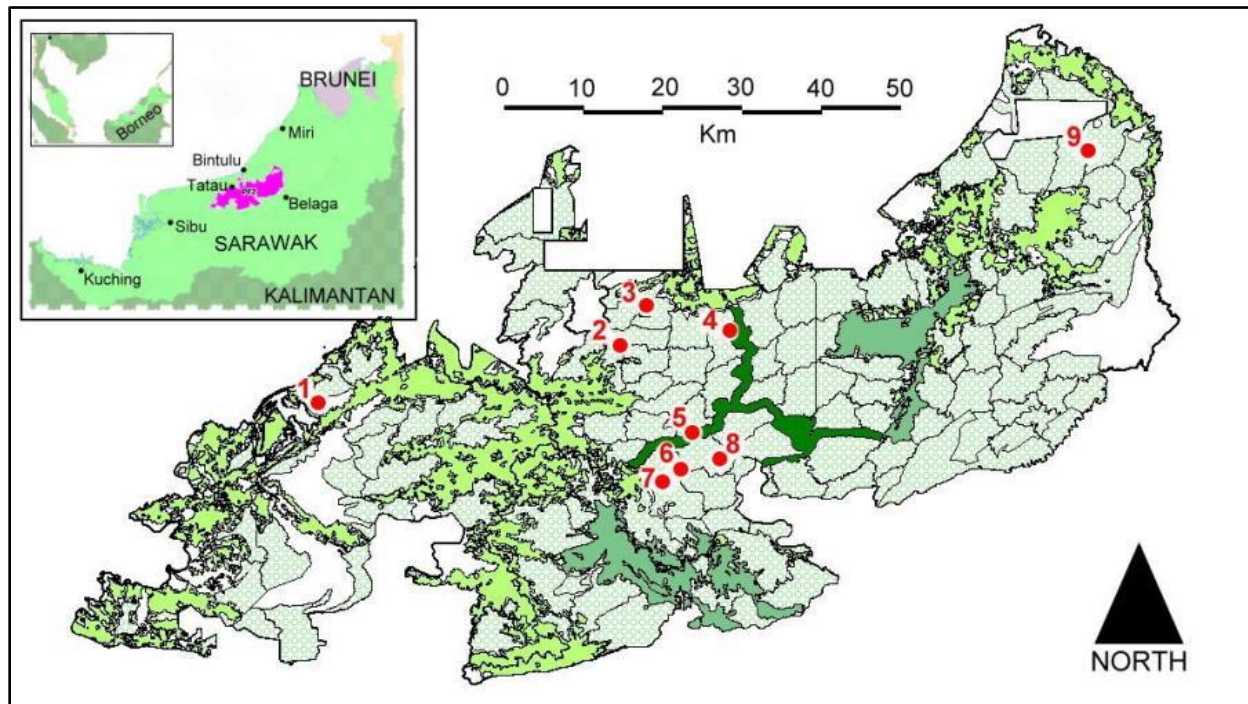 BRUNEI
Miri
Bintulu
Tatau
PFZ
Belaga
Sibu
SARAWAK
Kuching
KALIMANTAN
Borneo
0 10 20 30 40 50
Km
9
3
4
2
1
5
8
6
7
NORTH